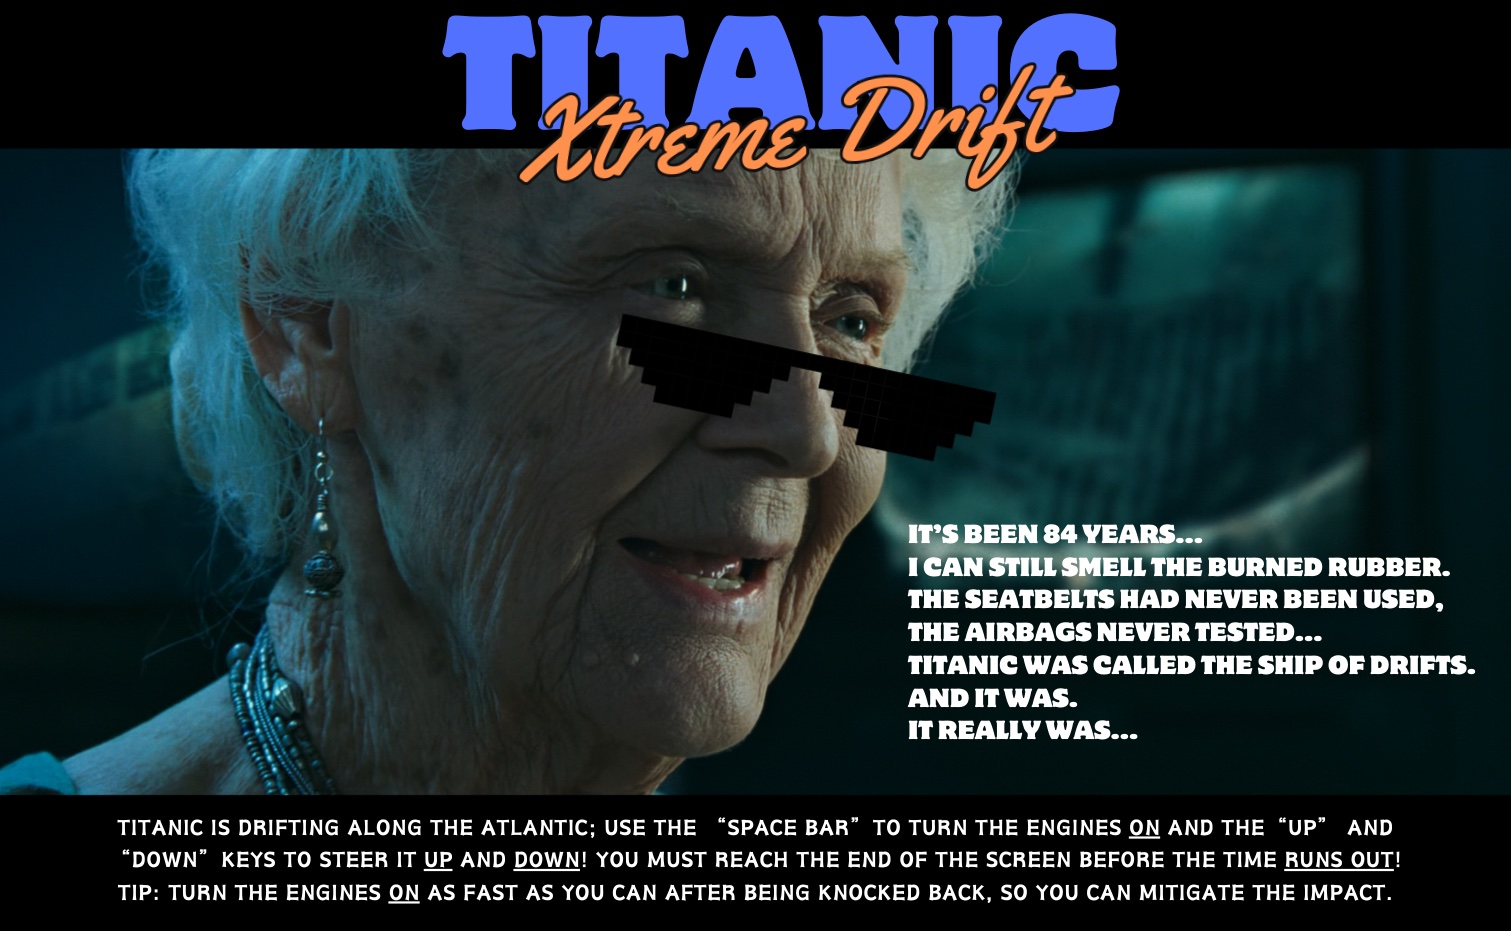 TITANIC
Xtreme Drift
IT'S BEEN 84 YEARS...
I CAN STILL SMELL THE BURNED RUBBER.
THE SEATBELTS HAD NEVER BEEN USED,
THE AIRBAGS NEVER TESTED...
TITANIC WAS CALLED THE SHIP OF DRIFTS.
AND IT WAS.
IT REALLY WAS...
TITANIC IS DRIFTING ALONG THE ATLANTIC; USE THE “SPACE BAR” TO TURN THE ENGINES ON AND THE “UP” AND
“DOWN” KEYS TO STEER IT UP AND DOWN! YOU MUST REACH THE END OF THE SCREEN BEFORE THE TIME RUNS OUT!
TIP: TURN THE ENGINES ON AS FAST AS YOU CAN AFTER BEING KNOCKED BACK, SO YOU CAN MITIGATE THE IMPACT.